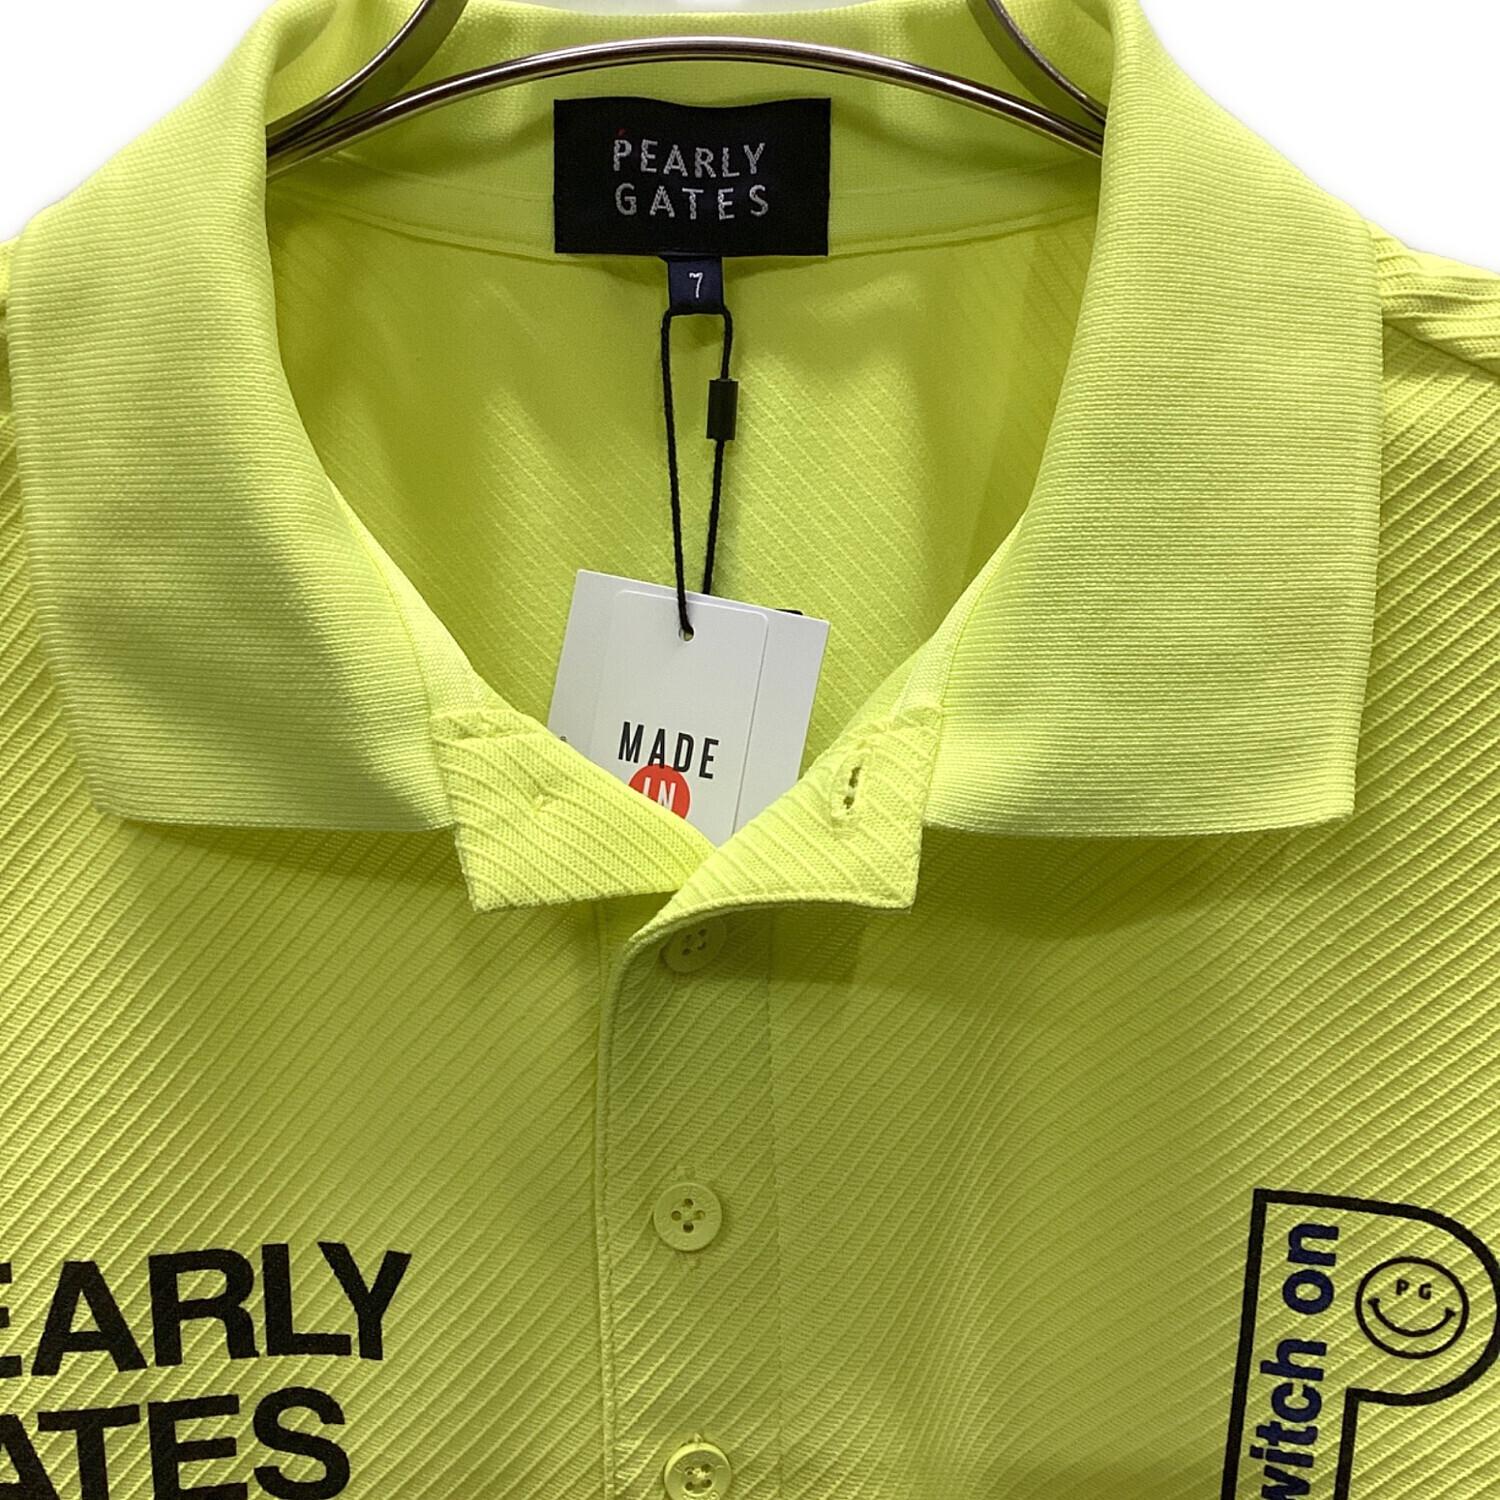 PEARLY
GATES
7
MADE
IN
EARLY
ATES
witch on
PG